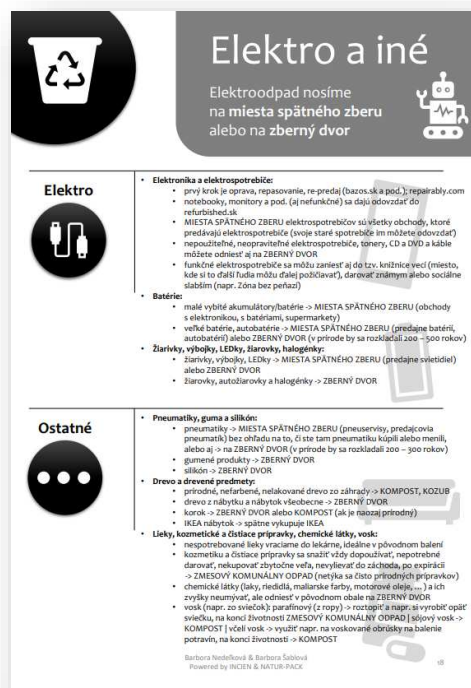 Elektro a iné
Elektroodpad nosíme
na miesta spätného zberu
alebo na zberný dvor
Elektro
• Elektronika a elektrospotrebiče:
• prvý krok je oprava, repasovanie, re-predaj (bazos.sk a pod.); repairably.com
• notebooky, monitory a pod. (aj nefunkčné) sa dajú odovzdať do
refurbished.sk
• MIESTA SPÄTNÉHO ZBERU elektrospotrebičov sú všetky obchody, ktoré
predávajú elektrospotrebiče (svoje staré spotrebiče im môžete odovzdať)
• nepoužiteľné, neopraviteľné elektrospotrebiče, tonery, CD a DVD a káble
môžete odniesť aj na ZBERNÝ DVOR
• funkčné elektrospotrebiče sa môžu zaniesť aj do tzv. knižnice vecí (miesto,
kde si to ďalší ľudia môžu ďalej požičiavať), darovať známym alebo sociálne
slabším (napr. Zóna bez peňazí)
• Batérie:
• malé vybité akumulátory/batérie -> MIESTA SPÄTNÉHO ZBERU (obchody
s elektronikou, s batériami, supermarkety)
• veľké batérie, autobatérie -> MIESTA SPÄTNÉHO ZBERU (predajne batérií,
autobatérií) alebo ZBERNÝ DVOR (v prírode by sa rozkladali 200 – 500 rokov)
• Žiarivky, výbojky, LEDky, žiarovky, halogénky:
• žiarivky, výbojky, LEDky -> MIESTA SPÄTNÉHO ZBERU (predajne svietidiel)
alebo ZBERNÝ DVOR
• žiarovky, autožiarovky a halogénky -> ZBERNÝ DVOR
Ostatné
• Pneumatiky, guma a silikón:
• pneumatiky -> MIESTA SPÄTNÉHO ZBERU (pneuservisy, predajcovia
pneumatík) bez ohľadu na to, či ste tam pneumatiku kúpili alebo menili,
alebo aj -> na ZBERNÝ DVOR (v prírode by sa rozkladali 200 – 300 rokov)
• gumené produkty -> ZBERNÝ DVOR
• silikón -> ZBERNÝ DVOR
• Drevo a drevené predmety:
• prírodné, nefarbené, nelakované drevo zo záhrady -> KOMPOST, KOZUB
• drevo z nábytku a nábytok všeobecne -> ZBERNÝ DVOR
• korok -> ZBERNÝ DVOR alebo KOMPOST (ak je naozaj prírodný)
• IKEA nábytok -> spätne vykupuje IKEA
• Lieky, kozmetické a čistiace prípravky, chemické látky, vosk:
• nespotrebované lieky vraciame do lekárne, ideálne v pôvodnom balení
• kozmetiku a čistiace prípravky sa snažiť vždy dopoužívať, nepotrebné
darovať, nekupovať zbytočne veľa, nevylievať do záchoda, po expirácii
-> ZMESOVÝ KOMUNÁLNY ODPAD (netýka sa čisto prírodných prípravkov)
• chemické látky (laky, riedidlá, maliarske farby, motorové oleje, ... ) a ich
zvyšky neumývať, ale odniesť v pôvodnom obale na ZBERNÝ DVOR
• vosk (napr. zo sviečok): parafínový (z ropy) -> roztopiť a napr. si vyrobiť opäť
sviečku, na konci životnosti ZMESOVÝ KOMUNÁLNY ODPAD | sójový vosk ->
KOMPOST | včelí vosk -> využiť napr. na voskované obrúsky na balenie
potravín, na konci životnosti -> KOMPOST
Barbora Nedeľková & Barbora Šablová
Powered by INCIEN & NATUR-PACK
18